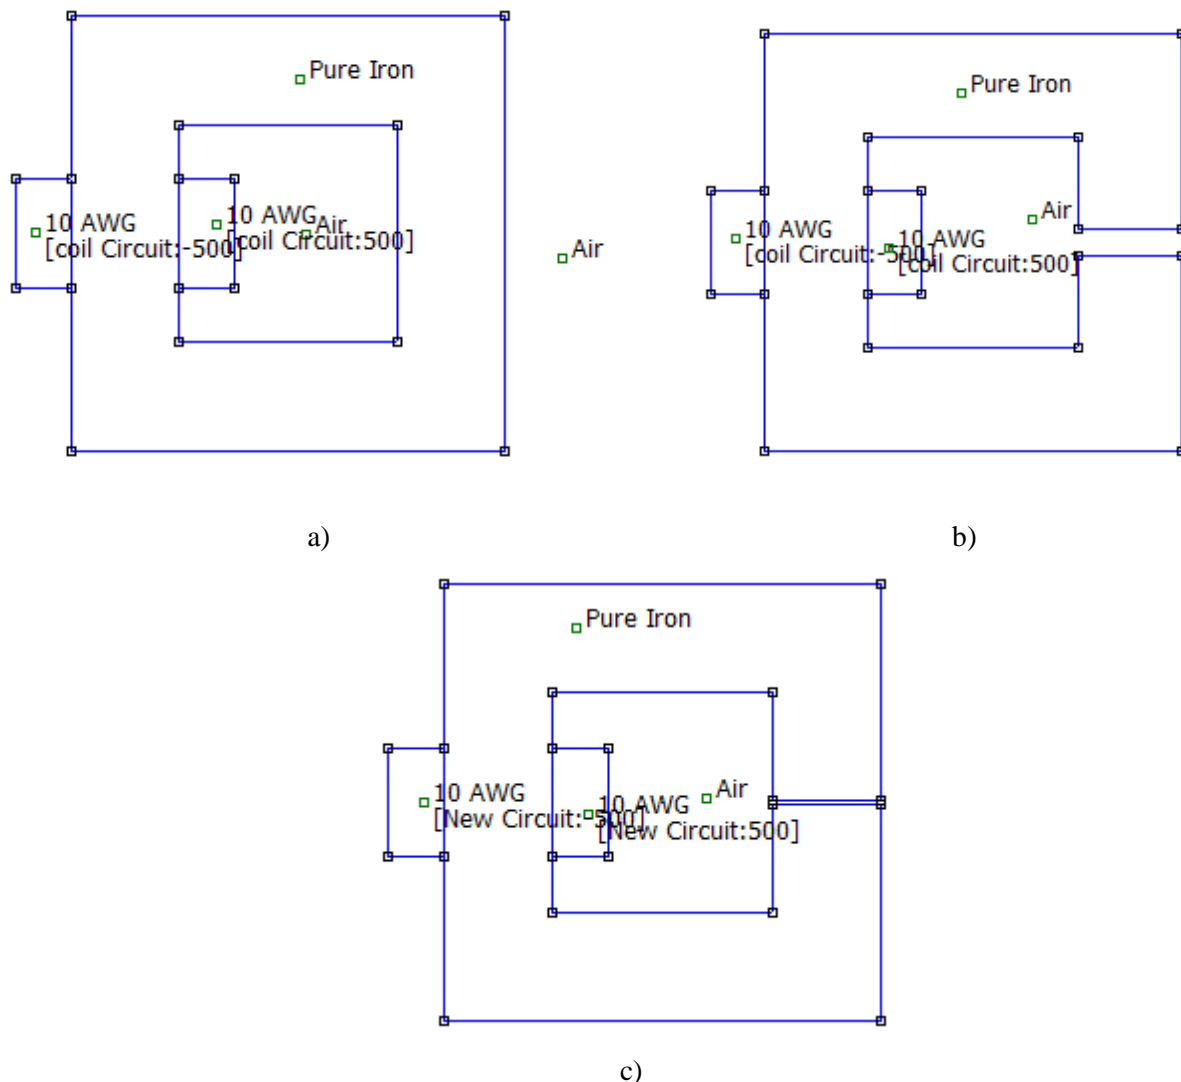 Pure Iron
10 AWG
[coil Circuit:-500]
10 AWG
[coil Circuit:500]
Air
Air
a)
Pure Iron
10 AWG
[coil Circuit:-500]
10 AWG
[coil Circuit:500]
Air
b)
Pure Iron
10 AWG
[New Circuit:-500]
10 AWG
[New Circuit:500]
Air
c)